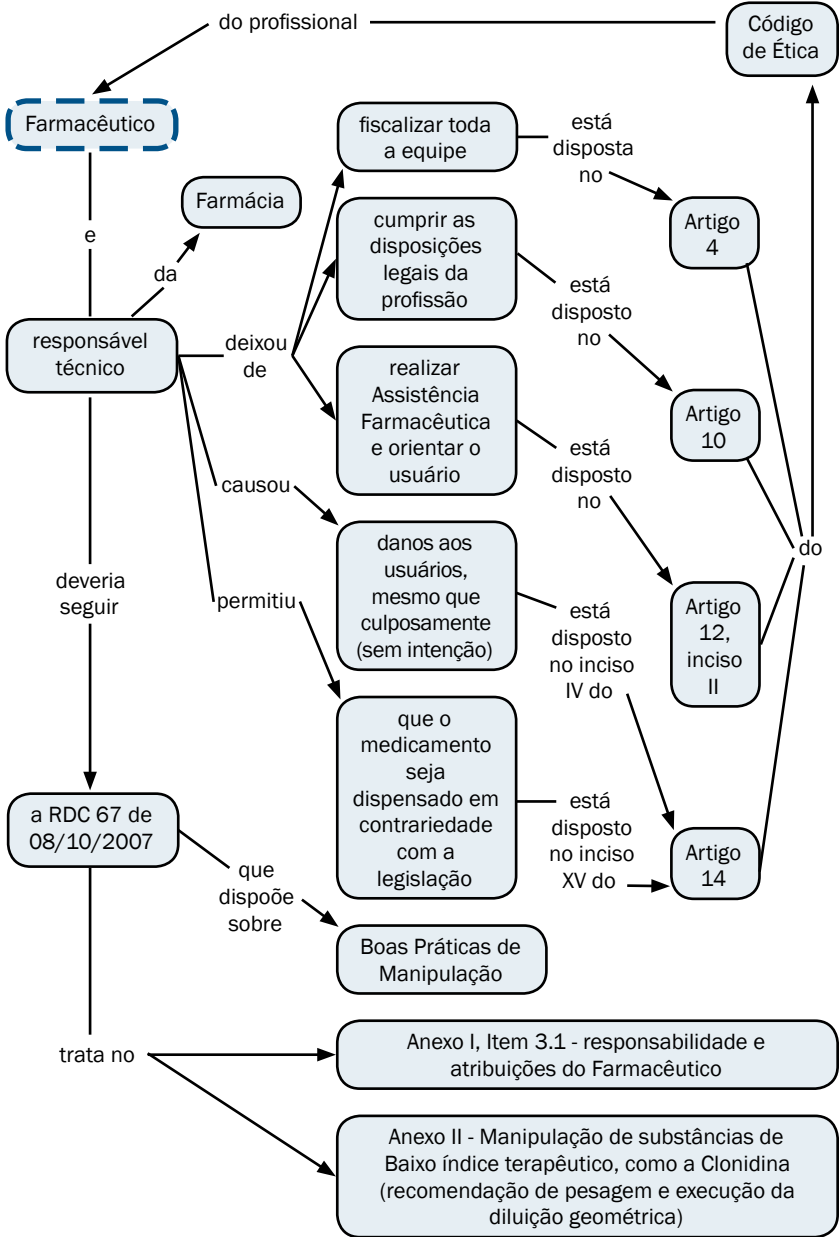 do profissional
Código
de Ética
Farmacêutico
e
Farmácia
da
responsável
técnico
deixou
de
fiscalizar toda
a equipe
está
disposta
no
Artigo
4
cumprir as
disposições
legais da
profissão
está
disposto
no
Artigo
10
realizar
Assistência
Farmacêutica
e orientar o
usuário
está
disposto
no
Artigo
12,
inciso
II
do
causou
danos aos
usuários,
mesmo que
culposamente
(sem intenção)
está
disposto
no inciso
IV do
permitiu
que o
medicamento
seja
dispensado em
contrariedade
com a
legislação
está
disposto
no inciso
XV do
Artigo
14
deveria
seguir
a RDC 67 de
08/10/2007
que
dispõe
sobre
Boas Práticas de
Manipulação
trata no
Anexo I, Item 3.1 - responsabilidade e
atribuições do Farmacêutico
Anexo II - Manipulação de substâncias de
Baixo índice terapêutico, como a Clonidina
(recomendação de pesagem e execução da
diluição geométrica)